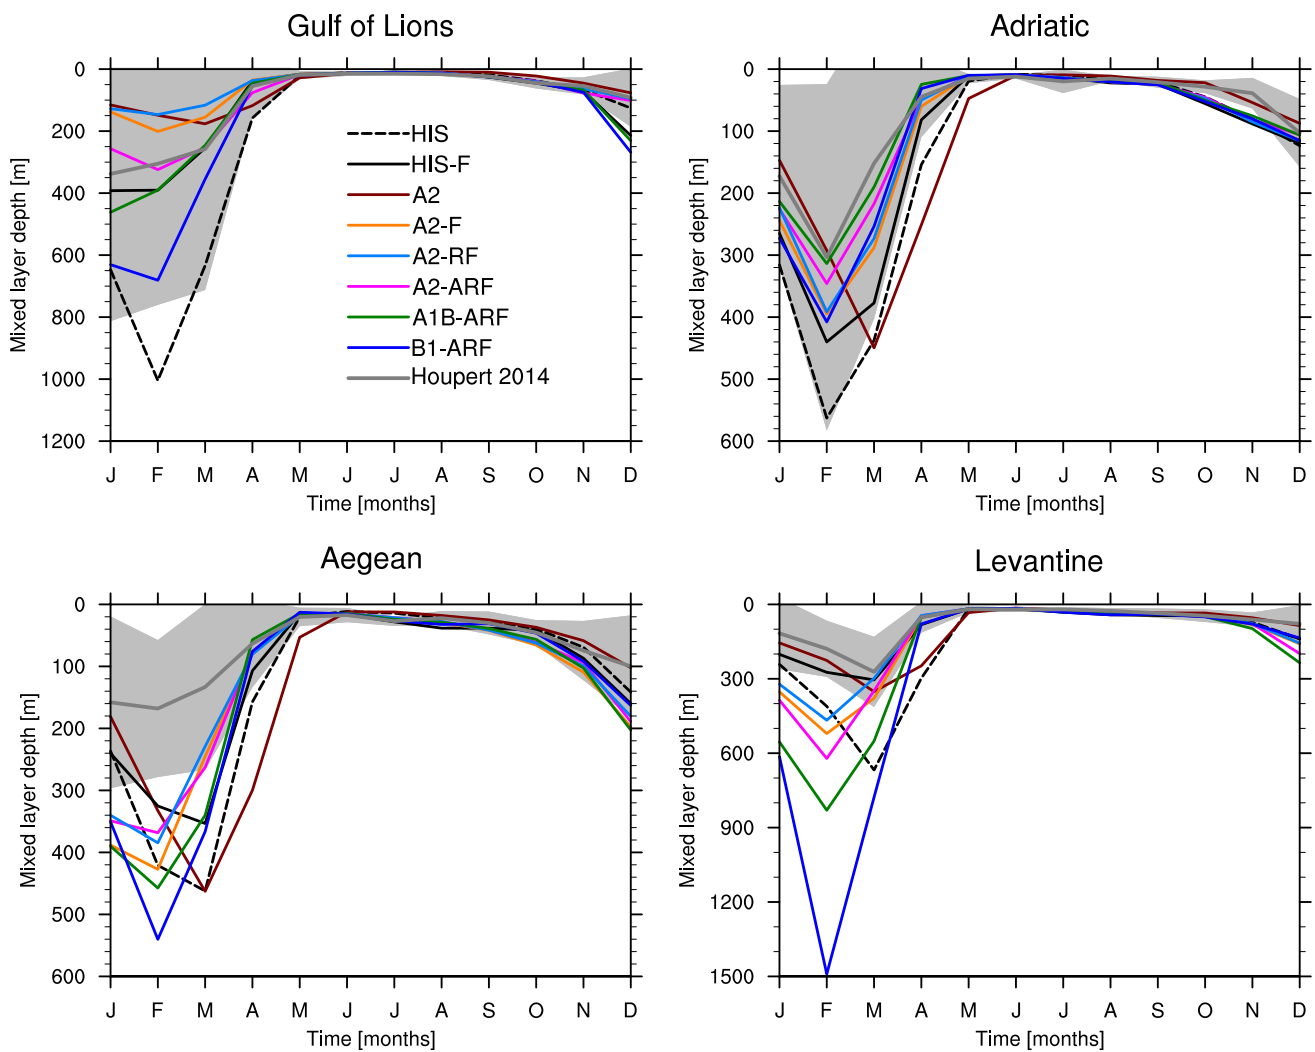 Gulf of Lions
Mixed layer depth [m]
0
200
400
600
800
1000
1200
HIS
HIS-F
A2
A2-F
A2-RF
A2-ARF
A1B-ARF
B1-ARF
Houpert 2014
J F M A M J J A S O N D
Time [months]
Adriatic
Mixed layer depth [m]
0
100
200
300
400
500
600
J F M A M J J A S O N D
Time [months]
Aegean
Mixed layer depth [m]
0
100
200
300
400
500
600
J F M A M J J A S O N D
Time [months]
Levantine
Mixed layer depth [m]
0
300
600
900
1200
1500
J F M A M J J A S O N D
Time [months]